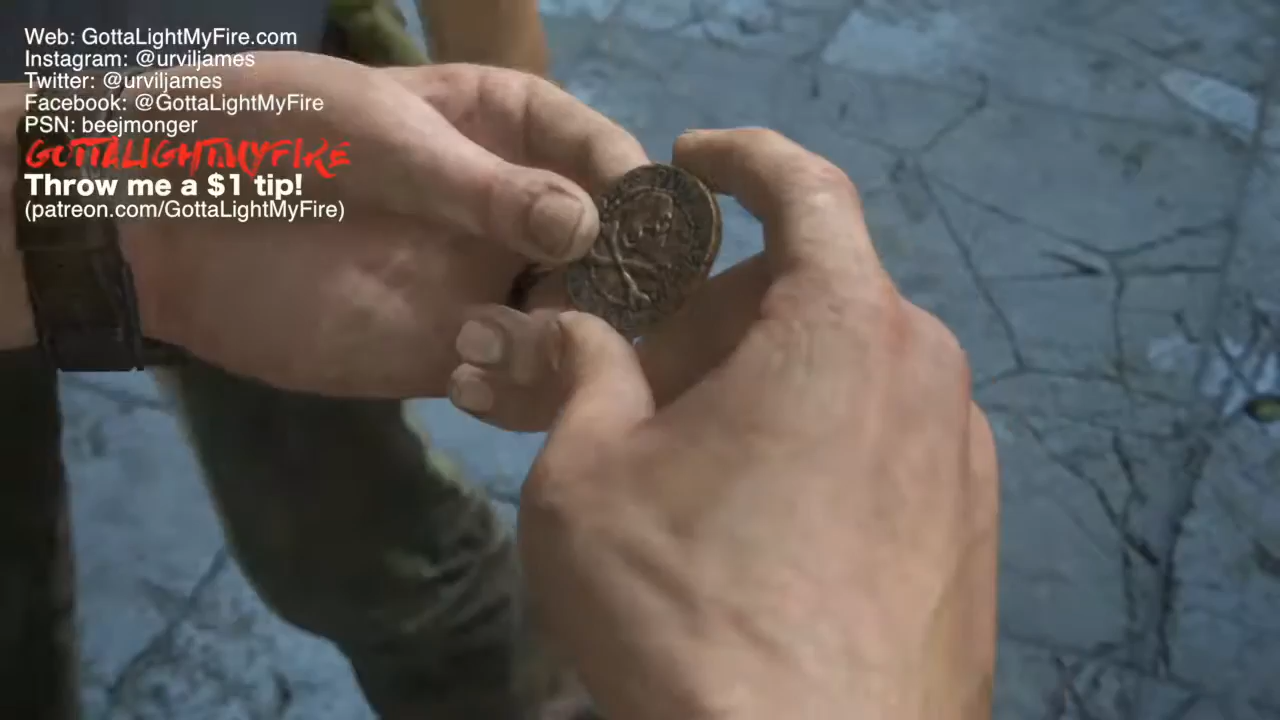 Web: GottaLightMyFire.com
Instagram: @urviljames
Twitter: @urviljames
Facebook: @GottaLightMyFire
PSN: beejmonger
GOTTALIGHTMYFIRE
Throw me a $1 tip!
(patreon.com/GottaLightMyFire)